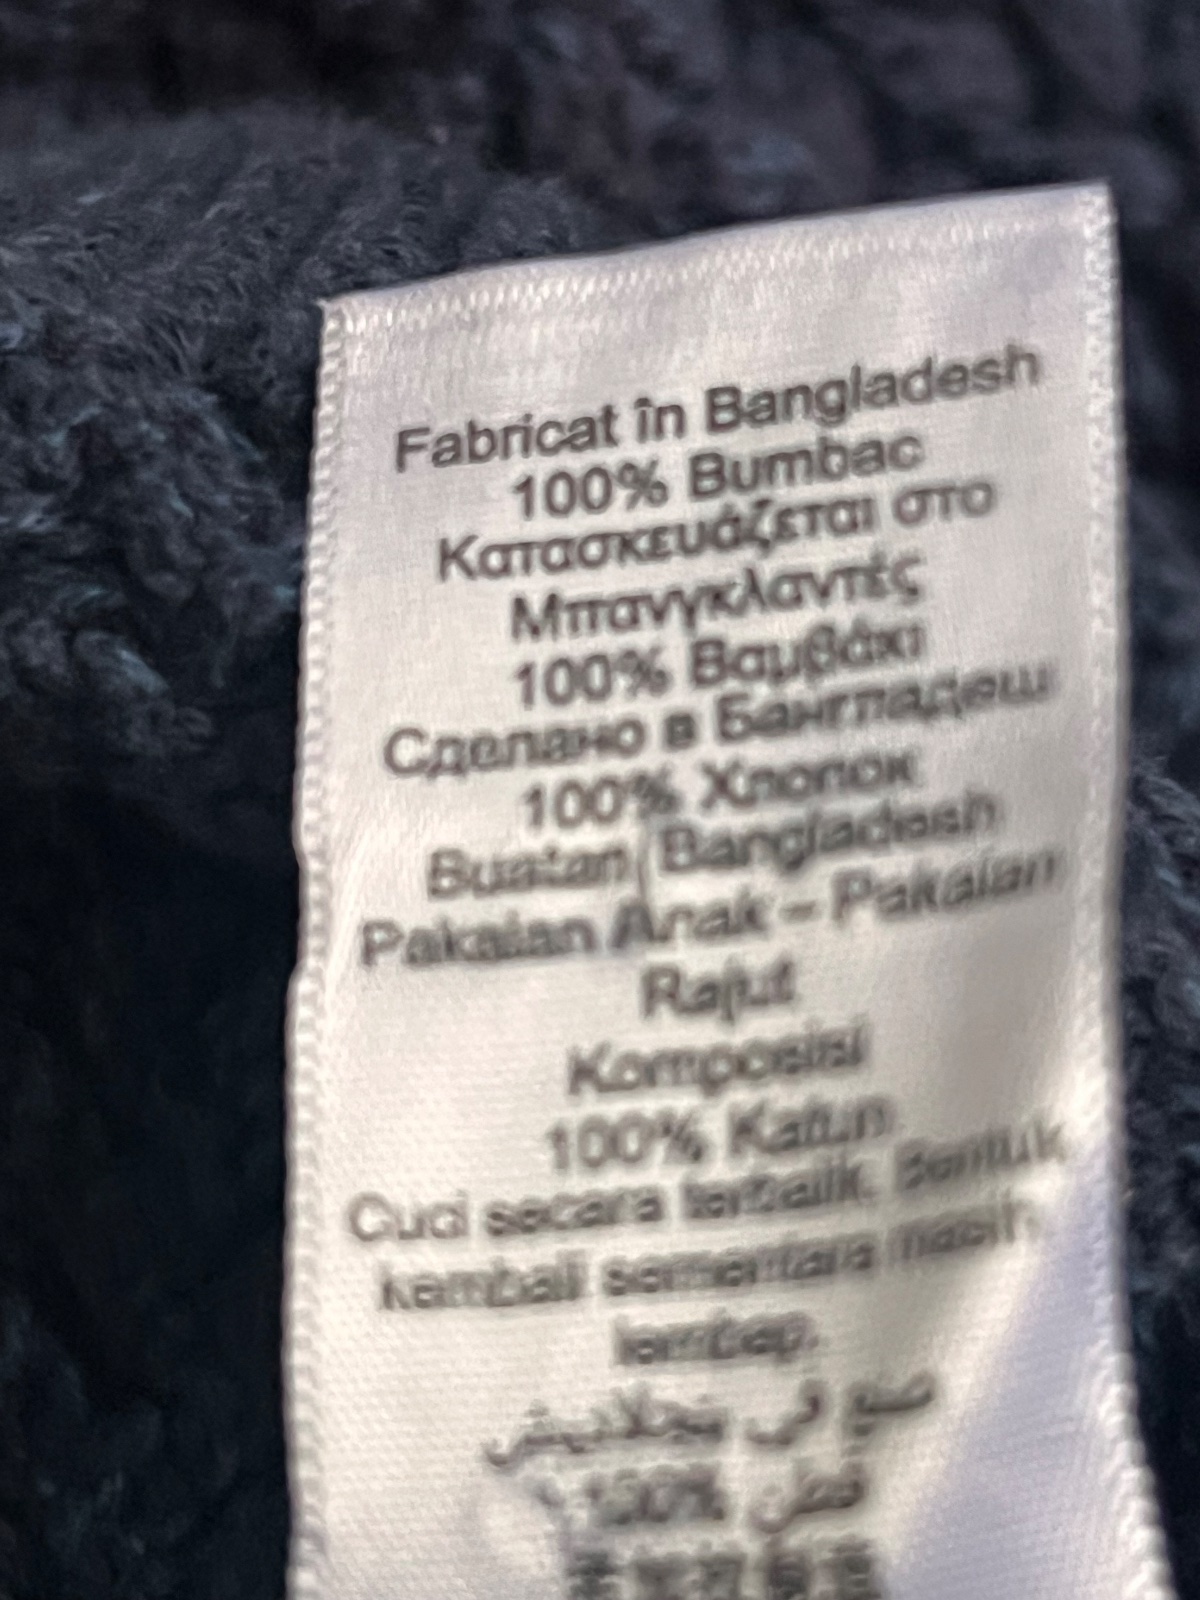 Fabricat în Bangladesh
100% Bumbac
Κατασκευάζεται στο
Μπανγκλαντές
100% Βαμβάκι
Сделано в Бангладеш
100% Хлопок
Buatan Bangladesh
Pakaian Anak – Pakaian
Rajut
Komposisi
100% Katun
Cuci secara terbalik. Bentuk
kembali sementara masih
lembap.
صنع في بنجلاديش
100% قطن